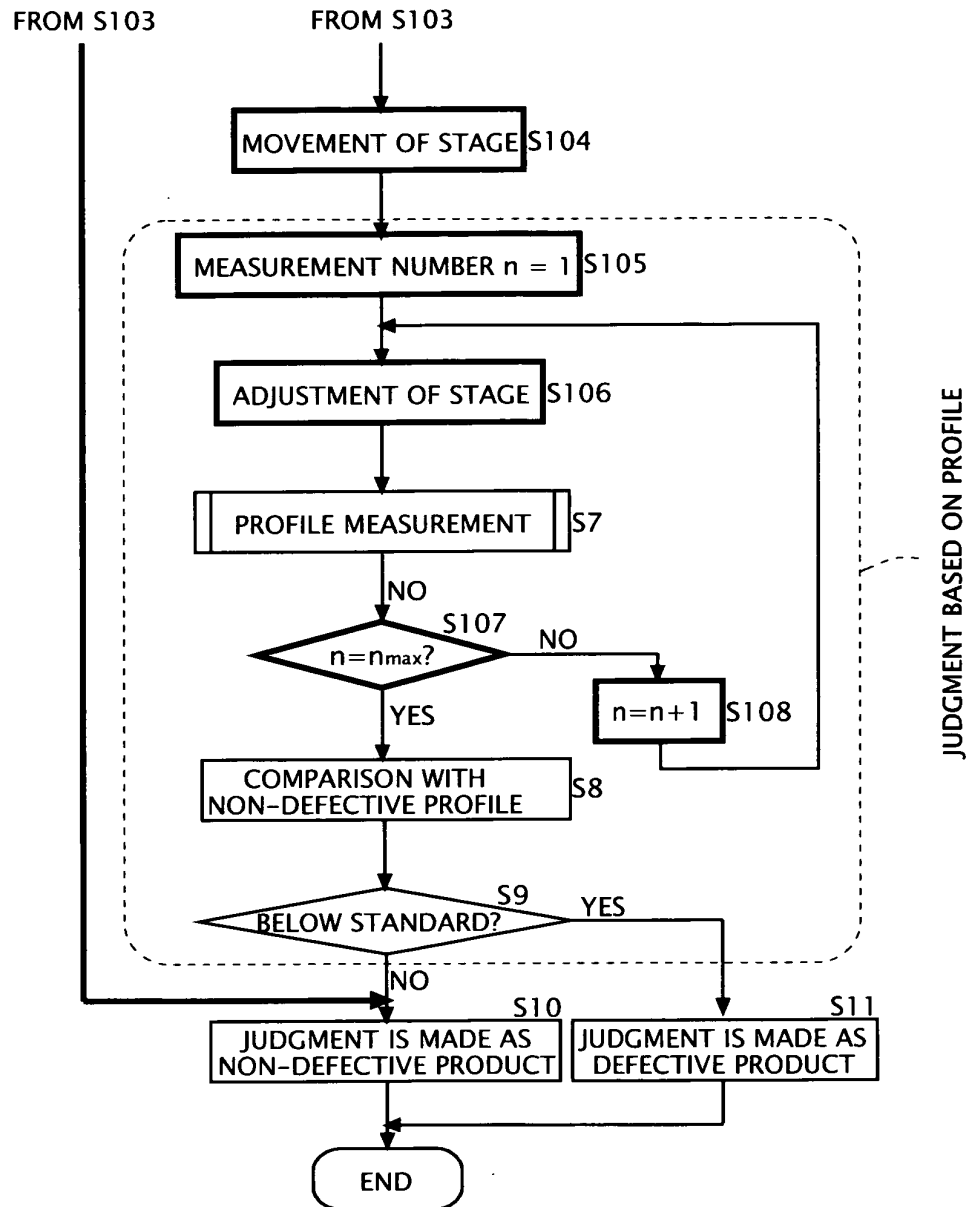 FROM S103
FROM S103
MOVEMENT OF STAGE
S104
MEASUREMENT NUMBER n = 1
S105
ADJUSTMENT OF STAGE
S106
PROFILE MEASUREMENT
S7
NO
S107
n=nmax?
NO
n=n+1
S108
YES
COMPARISON WITH
NON-DEFECTIVE PROFILE
S8
S9
BELOW STANDARD?
YES
NO
S10
JUDGMENT IS MADE AS
NON-DEFECTIVE PRODUCT
S11
JUDGMENT IS MADE AS
DEFECTIVE PRODUCT
END
JUDGMENT BASED ON PROFILE